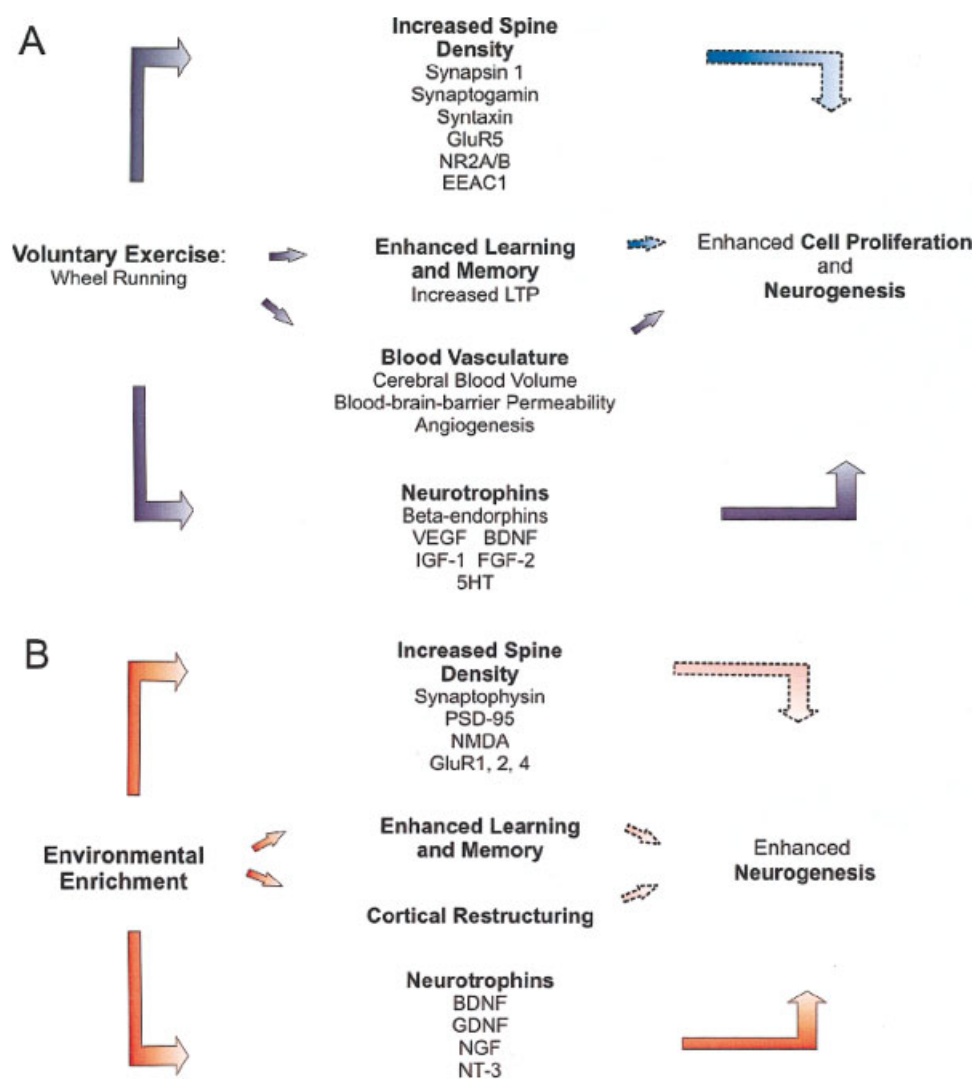 A
Increased Spine
Density
Synapsin 1
Synaptogamin
Syntaxin
GluR5
NR2A/B
EEAC1
Voluntary Exercise:
Wheel Running
Enhanced Learning
and Memory
Increased LTP
Enhanced Cell Proliferation
and
Neurogenesis
Blood Vasculature
Cerebral Blood Volume
Blood-brain-barrier Permeability
Angiogenesis
Neurotrophins
Beta-endorphins
VEGF BDNF
IGF-1 FGF-2
5HT
B
Increased Spine
Density
Synaptophysin
PSD-95
NMDA
GluR1, 2, 4
Environmental
Enrichment
Enhanced Learning
and Memory
Cortical Restructuring
Enhanced
Neurogenesis
Neurotrophins
BDNF
GDNF
NGF
NT-3